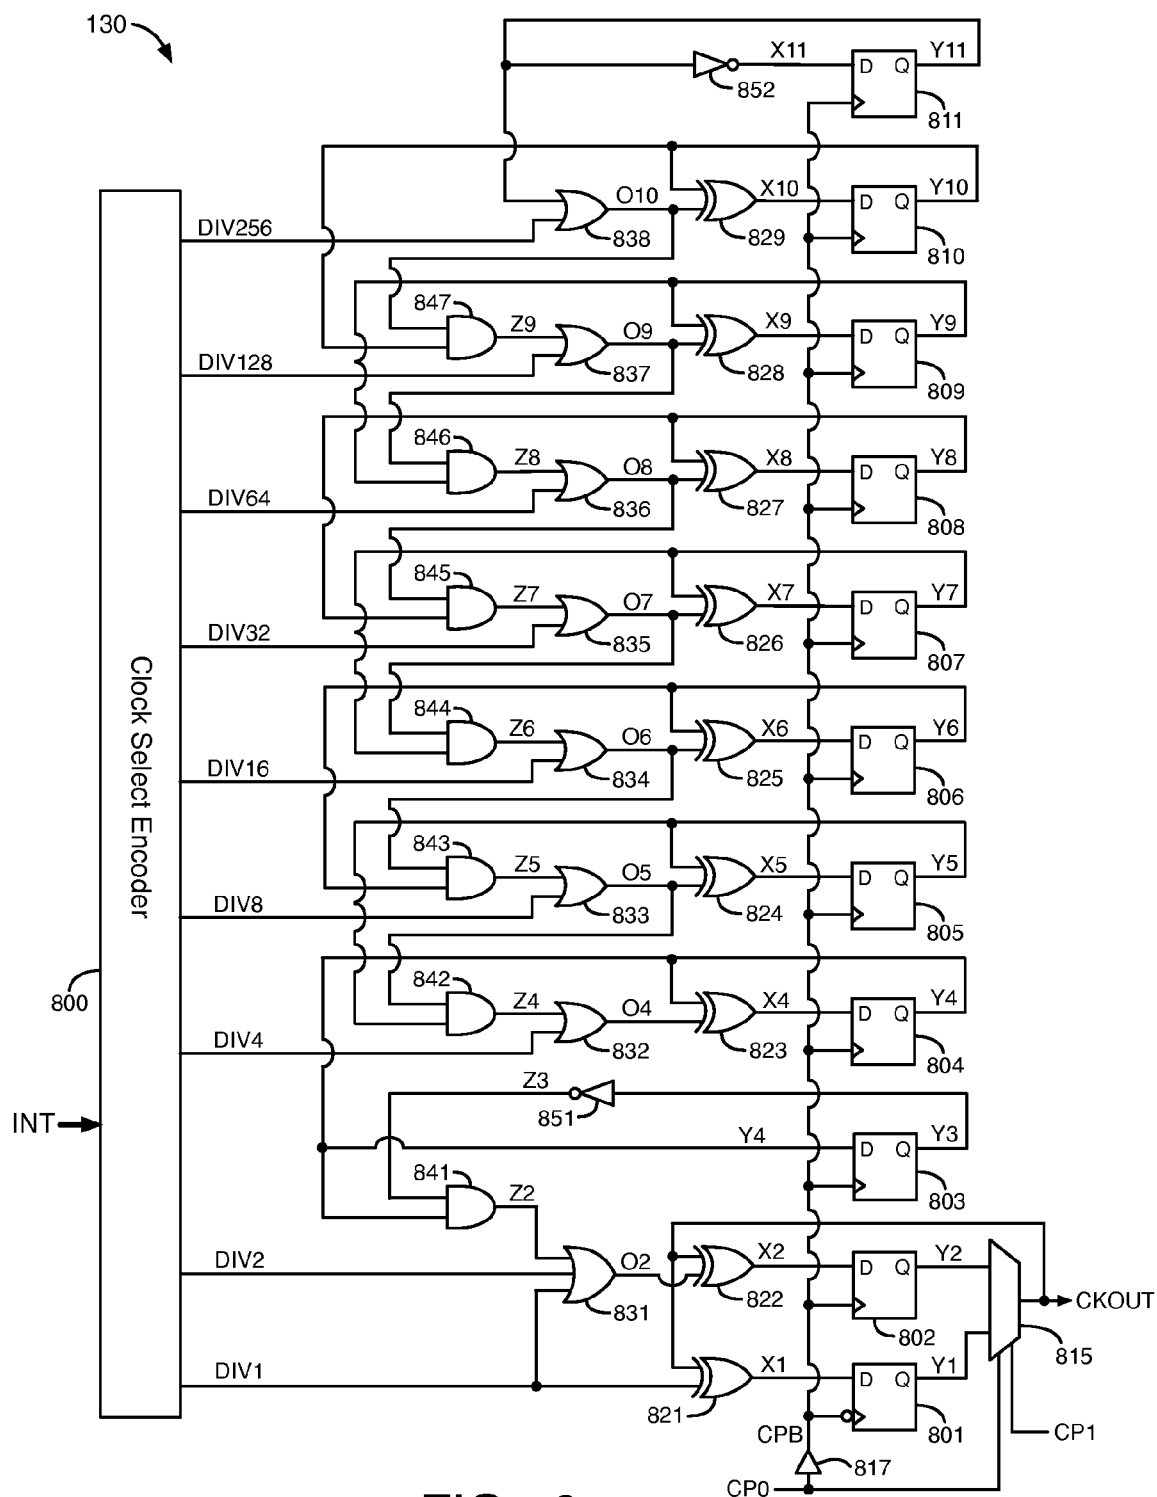 130
X11
Y11
D Q
852
811
DIV256
O10
X10
Y10
D Q
838
829
810
847
Z9
O9
X9
Y9
D Q
DIV128
837
828
809
846
Z8
O8
X8
Y8
D Q
DIV64
836
827
808
845
Z7
O7
X7
Y7
D Q
DIV32
835
826
807
844
Z6
O6
X6
Y6
D Q
DIV16
834
825
806
843
Z5
O5
X5
Y5
D Q
DIV8
833
824
805
842
Z4
O4
X4
Y4
D Q
DIV4
832
823
804
Clock Select Encoder
800
INT
Z3
851
Y4
D Q
Y3
803
841
Z2
DIV2
O2
X2
D Q
Y2
831
822
802
CKOUT
815
DIV1
X1
D Q
Y1
821
801
CPB
CP1
817
CP0